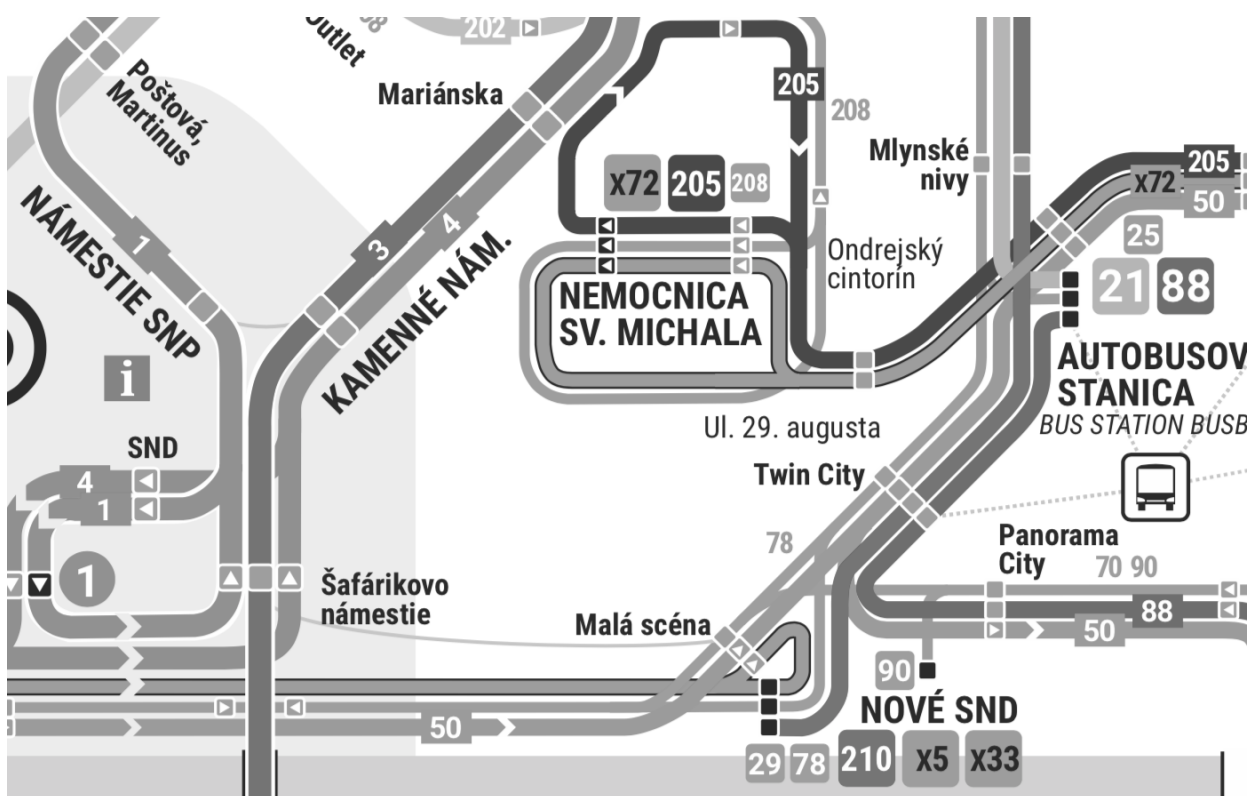 202
Outlet
Poštová,
Martinus
Mariánska
205
208
Mlynské
nivy
205
x72
50
x72 205 208
1
NÁMESTIE SNP
3
4
KAMENNÉ NÁM.
Ondrejský
cintorín
25
21 88
NEMOCNICA
SV. MICHALA
i
AUTOBUSOV
STANICA
BUS STATION BUSB
Ul. 29. augusta
SND
4
1
Twin City
78
Panorama
City
70 90
1
Šafárikovo
námestie
Malá scéna
88
50
90
NOVÉ SND
50
29 78 210 x5 x33